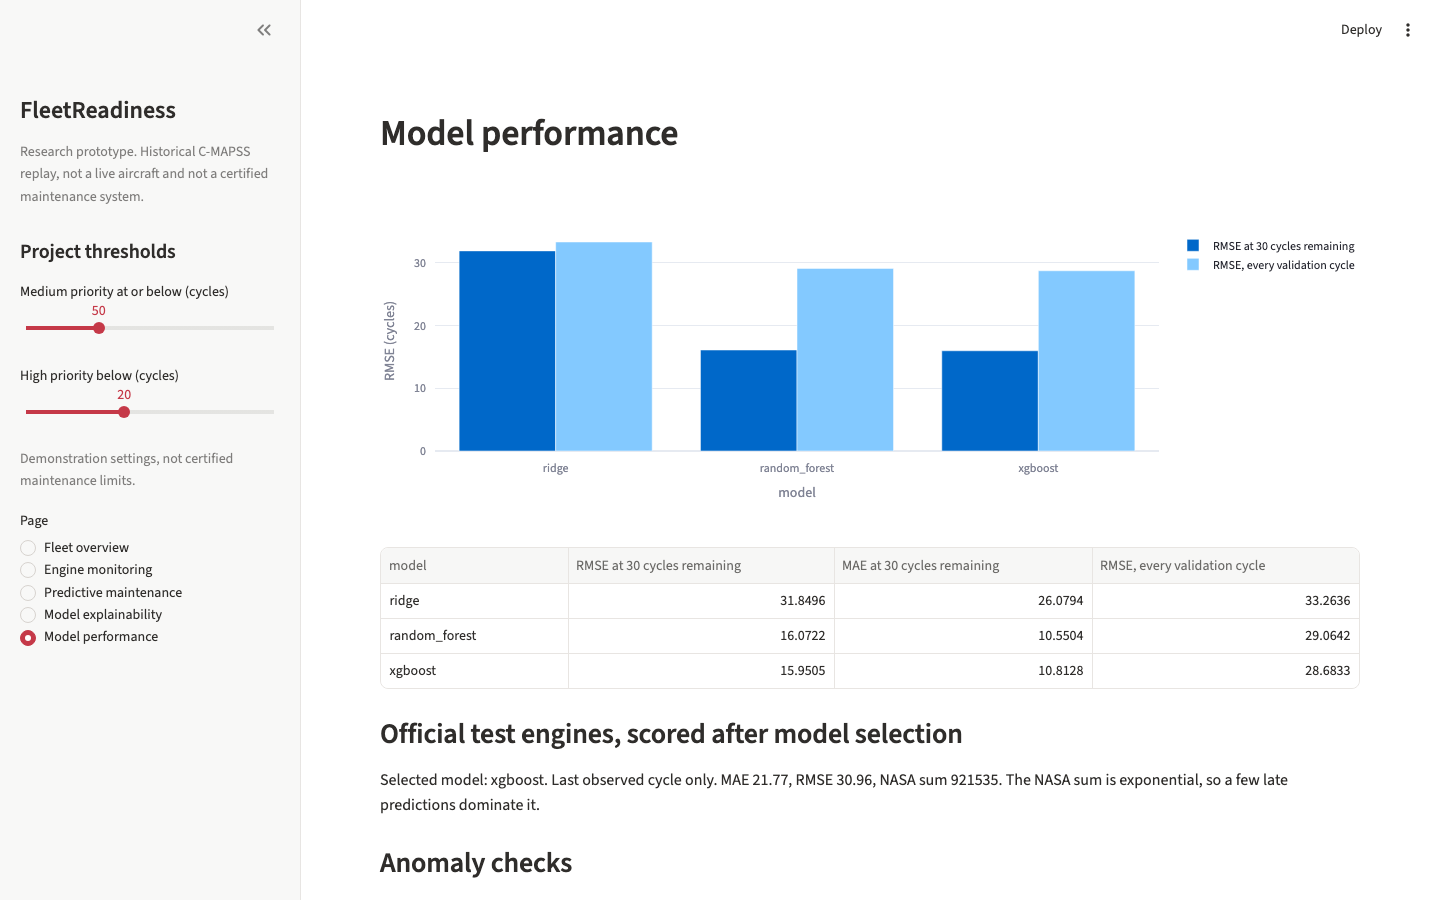 Deploy
FleetReadiness
Research prototype. Historical C-MAPSS
replay, not a live aircraft and not a certified
maintenance system.
Project thresholds
Medium priority at or below (cycles)
50
High priority below (cycles)
20
Demonstration settings, not certified
maintenance limits.
Page
Fleet overview
Engine monitoring
Predictive maintenance
Model explainability
Model performance
Model performance
RMSE at 30 cycles remaining
RMSE, every validation cycle
RMSE (cycles)
30
20
10
0
ridge random_forest xgboost
model
model RMSE at 30 cycles remaining MAE at 30 cycles remaining RMSE, every validation cycle
ridge 31.8496 26.0794 33.2636
random_forest 16.0722 10.5504 29.0642
xgboost 15.9505 10.8128 28.6833
Official test engines, scored after model selection
Selected model: xgboost. Last observed cycle only. MAE 21.77, RMSE 30.96, NASA sum 921535. The NASA sum is exponential, so a few late
predictions dominate it.
Anomaly checks